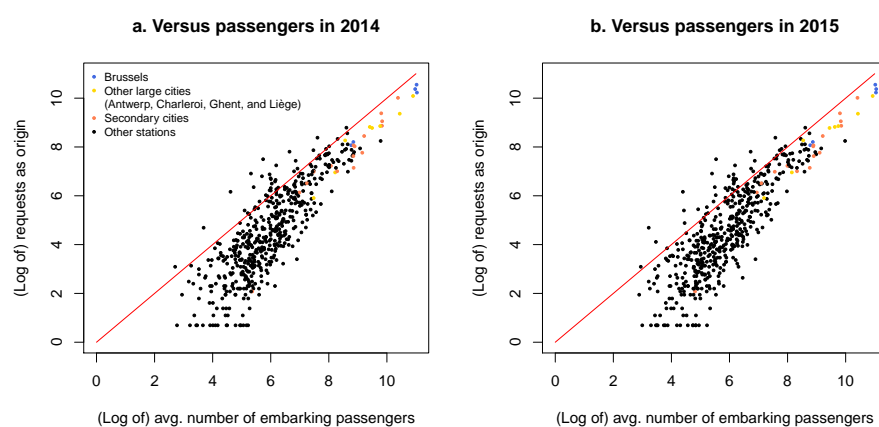 a. Versus passengers in 2014
Brussels
Other large cities
(Antwerp, Charleroi, Ghent, and Liège)
Secondary cities
Other stations
(Log of) requests as origin
0
2
4
6
8
10
0
2
4
6
8
10
(Log of) avg. number of embarking passengers
b. Versus passengers in 2015
(Log of) requests as origin
0
2
4
6
8
10
0
2
4
6
8
10
(Log of) avg. number of embarking passengers